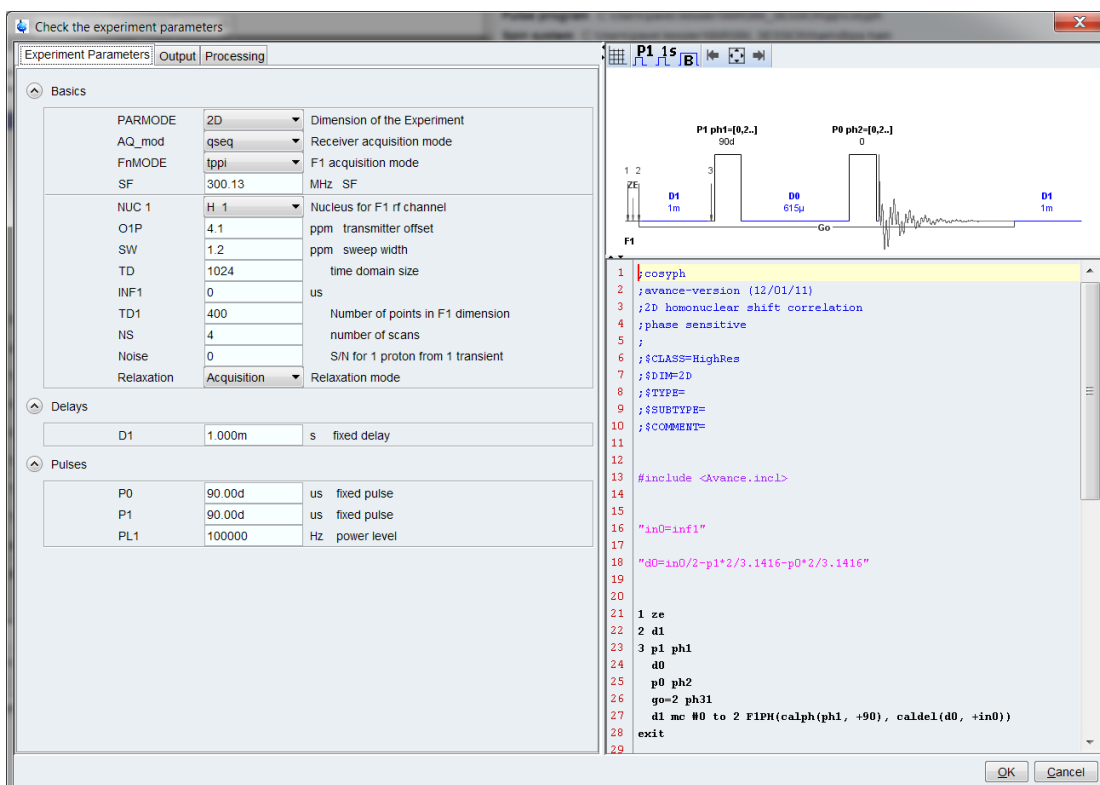 Check the experiment parameters
Experiment Parameters Output Processing
Basics
PARMODE 2D Dimension of the Experiment
AQ_mod qseq Receiver acquisition mode
FnMODE tppi F1 acquisition mode
SF 300.13 MHz SF
NUC 1 H 1 Nucleus for F1 rf channel
O1P 4.1 ppm transmitter offset
SW 1.2 ppm sweep width
TD 1024 time domain size
INF1 0 us
TD1 400 Number of points in F1 dimension
NS 4 number of scans
Noise 0 S/N for 1 proton from 1 transient
Relaxation Acquisition Relaxation mode
Delays
D1 1.000m s fixed delay
Pulses
P0 90.00d us fixed pulse
P1 90.00d us fixed pulse
PL1 100000 Hz power level
P1 1s B
P1 ph1=[0,2..] P0 ph2=[0,2..]
90d 0
1 2 3
ZE
D1 D0 D1
1m 615µ 1m
Go
F1
1 ;cosyph
2 ;avance-version (12/01/11)
3 ;2D homonuclear shift correlation
4 ;phase sensitive
5 ;
6 ;$CLASS=HighRes
7 ;$DIM=2D
8 ;$TYPE=
9 ;$SUBTYPE=
10 ;$COMMENT=
11
12
13 #include <Avance.incl>
14
15
16 "in0=inf1"
17
18 "d0=in0/2-p1*2/3.1416-p0*2/3.1416"
19
20
21 1 ze
22 2 d1
23 3 p1 ph1
24 d0
25 p0 ph2
26 go=2 ph31
27 d1 mc #0 to 2 F1PH(calph(ph1, +90), caldel(d0, +in0))
28 exit
29
OK Cancel